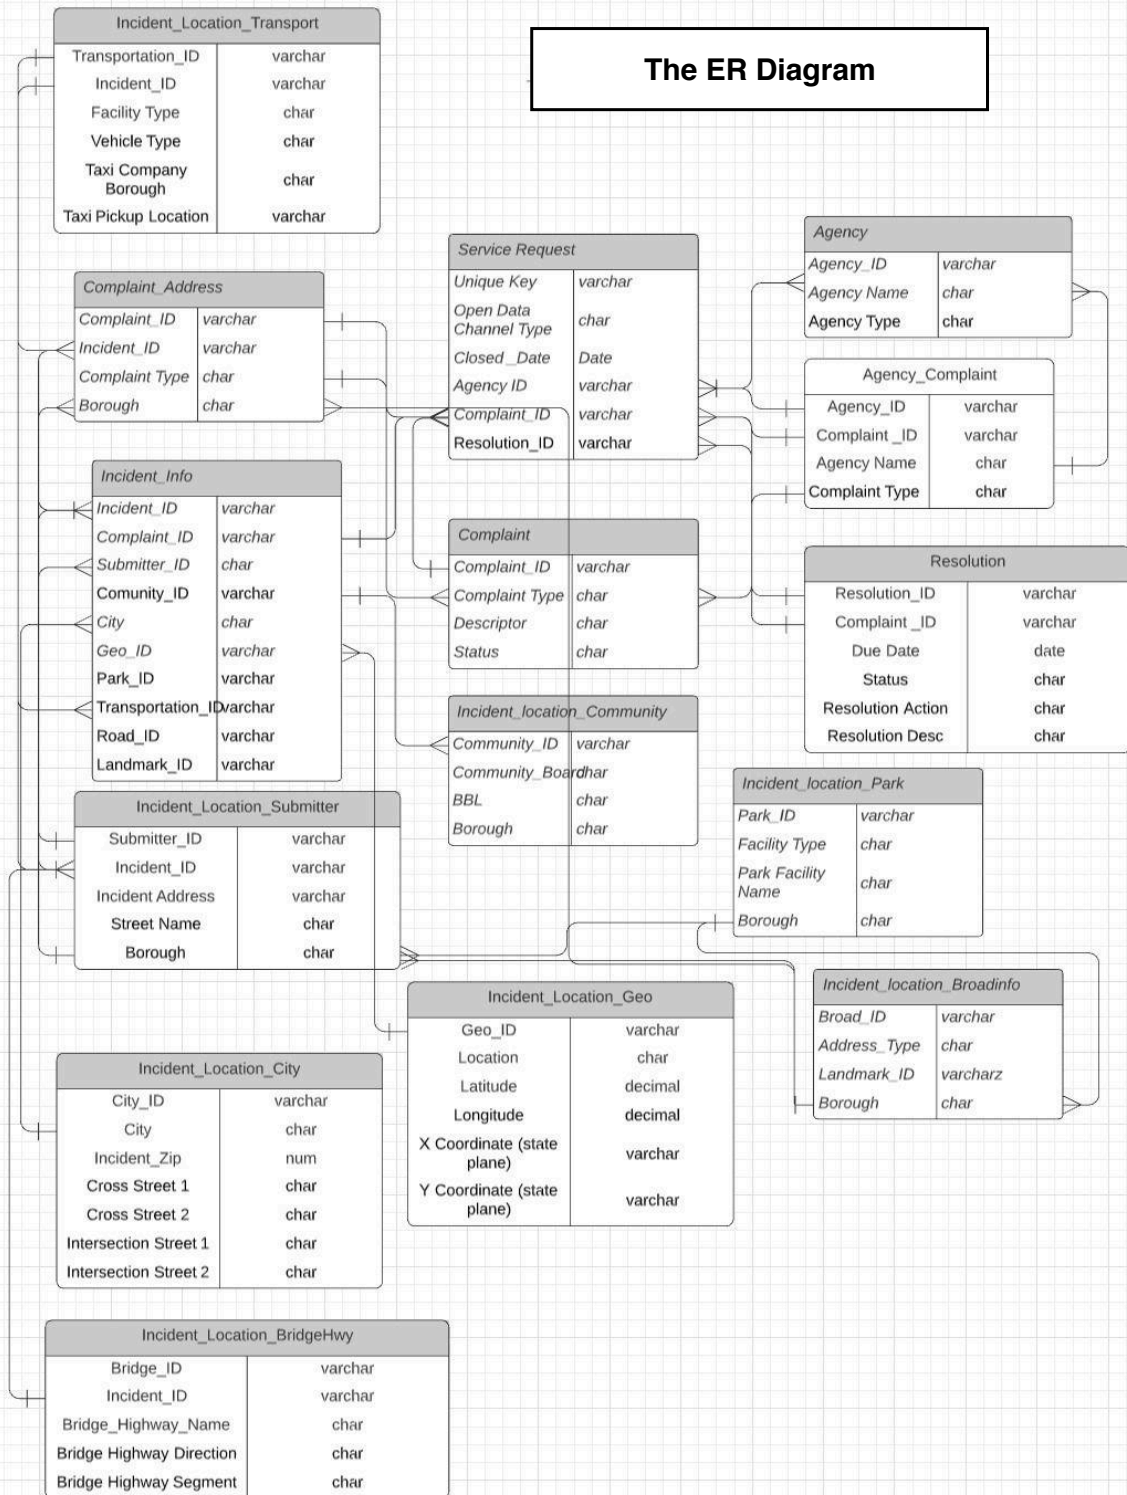 The ER Diagram
Incident_Location_Transport
Transportation_ID varchar
Incident_ID varchar
Facility Type char
Vehicle Type char
Taxi Company
Borough char
Taxi Pickup Location varchar
Complaint_Address
Complaint_ID varchar
Incident_ID varchar
Complaint Type char
Borough char
Service Request
Unique Key varchar
Open Data
Channel Type char
Closed _Date Date
Agency ID varchar
Complaint_ID varchar
Resolution_ID varchar
Agency
Agency_ID varchar
Agency Name char
Agency Type char
Agency_Complaint
Agency_ID varchar
Complaint _ID varchar
Agency Name char
Complaint Type char
Incident_Info
Incident_ID varchar
Complaint_ID varchar
Submitter_ID char
Comunity_ID varchar
City char
Geo_ID varchar
Park_ID varchar
Transportation_ID varchar
Road_ID varchar
Landmark_ID varchar
Complaint
Complaint_ID varchar
Complaint Type char
Descriptor char
Status char
Resolution
Resolution_ID varchar
Complaint _ID varchar
Due Date date
Status char
Resolution Action char
Resolution Desc char
Incident_location_Community
Community_ID varchar
Community_Board char
BBL char
Borough char
Incident_location_Park
Park_ID varchar
Facility Type char
Park Facility
Name char
Borough char
Incident_Location_Submitter
Submitter_ID varchar
Incident_ID varchar
Incident Address varchar
Street Name char
Borough char
Incident_location_Broadinfo
Broad_ID varchar
Address_Type char
Landmark_ID varcharz
Borough char
Incident_Location_Geo
Geo_ID varchar
Location char
Latitude decimal
Longitude decimal
X Coordinate (state
plane) varchar
Y Coordinate (state
plane) varchar
Incident_Location_City
City_ID varchar
City char
Incident_Zip num
Cross Street 1 char
Cross Street 2 char
Intersection Street 1 char
Intersection Street 2 char
Incident_Location_BridgeHwy
Bridge_ID varchar
Incident_ID varchar
Bridge_Highway_Name char
Bridge Highway Direction char
Bridge Highway Segment char